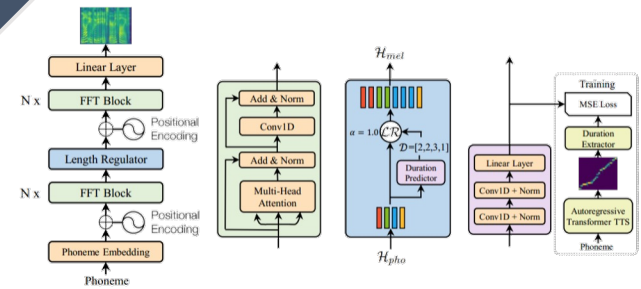 Linear Layer
N x
FFT Block
Positional
Encoding
Length Regulator
N x
FFT Block
Positional
Encoding
Phoneme Embedding
Phoneme
Add & Norm
Conv1D
Add & Norm
Multi-Head
Attention
H_mel
α = 1.0
LR
D=[2,2,3,1]
Duration
Predictor
H_pho
Linear Layer
Conv1D + Norm
Conv1D + Norm
Training
MSE Loss
Duration
Extractor
Autoregressive
Transformer TTS
Phoneme